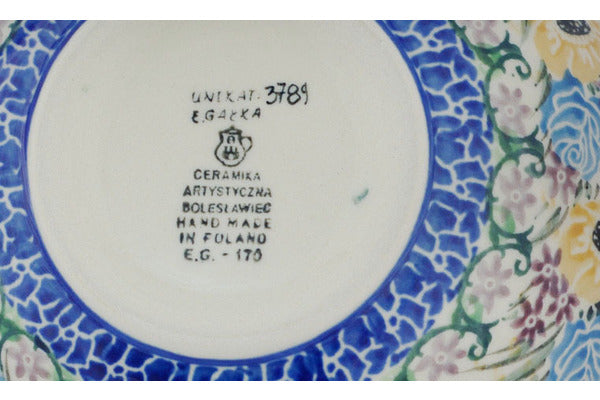 UNIKAT. 3789
E.GAŁKA
CERAMIKA
ARTYSTYCZNA
BOLESŁAWIEC
HAND MADE
IN POLAND
E.G. - 170